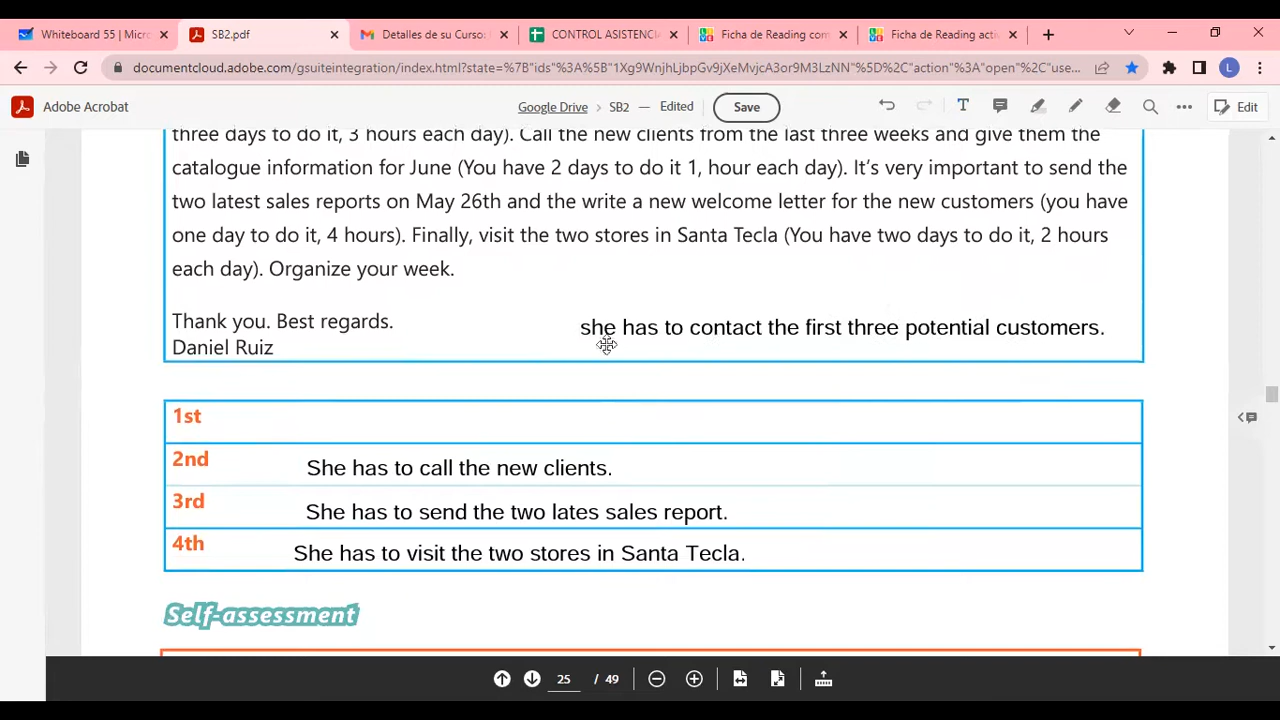 Whiteboard 55 | Micr
SB2.pdf
Detalles de su Curso:
CONTROL ASISTENCIA
Ficha de Reading com
Ficha de Reading acti
documentcloud.adobe.com/gsuiteintegration/index.html?state=%7B"ids"%3A%5B"1Xg9WnjhLjbpGv9jXeMvjcA3or9M3LzNN"%5D%2C"action"%3A"open"%2C"use...
L
Adobe Acrobat
Google Drive > SB2 — Edited
Save
Edit
three days to do it, 3 hours each day). Call the new clients from the last three weeks and give them the
catalogue information for June (You have 2 days to do it 1, hour each day). It's very important to send the
two latest sales reports on May 26th and the write a new welcome letter for the new customers (you have
one day to do it, 4 hours). Finally, visit the two stores in Santa Tecla (You have two days to do it, 2 hours
each day). Organize your week.
Thank you. Best regards.
she has to contact the first three potential customers.
Daniel Ruiz
1st
2nd She has to call the new clients.
3rd She has to send the two lates sales report.
4th She has to visit the two stores in Santa Tecla.
Self-assessment
25 / 49